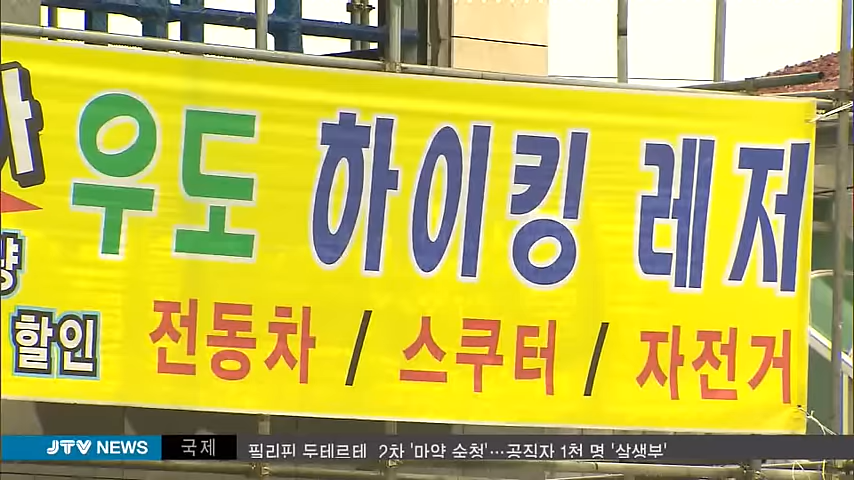 우도 하이킹 레저
할인 전동차 / 스쿠터 / 자전거
JTV NEWS 국제 필리핀 두테르테 2차 '마약 숙청'…공직자 1천 명 '살생부'